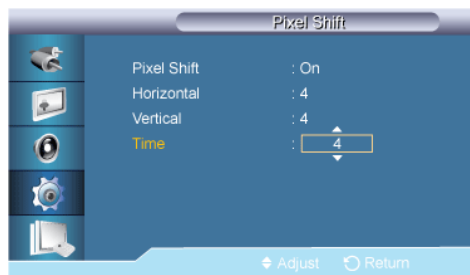 Pixel Shift
Pixel Shift : On
Horizontal : 4
Vertical : 4
Time : 4
Adjust Return